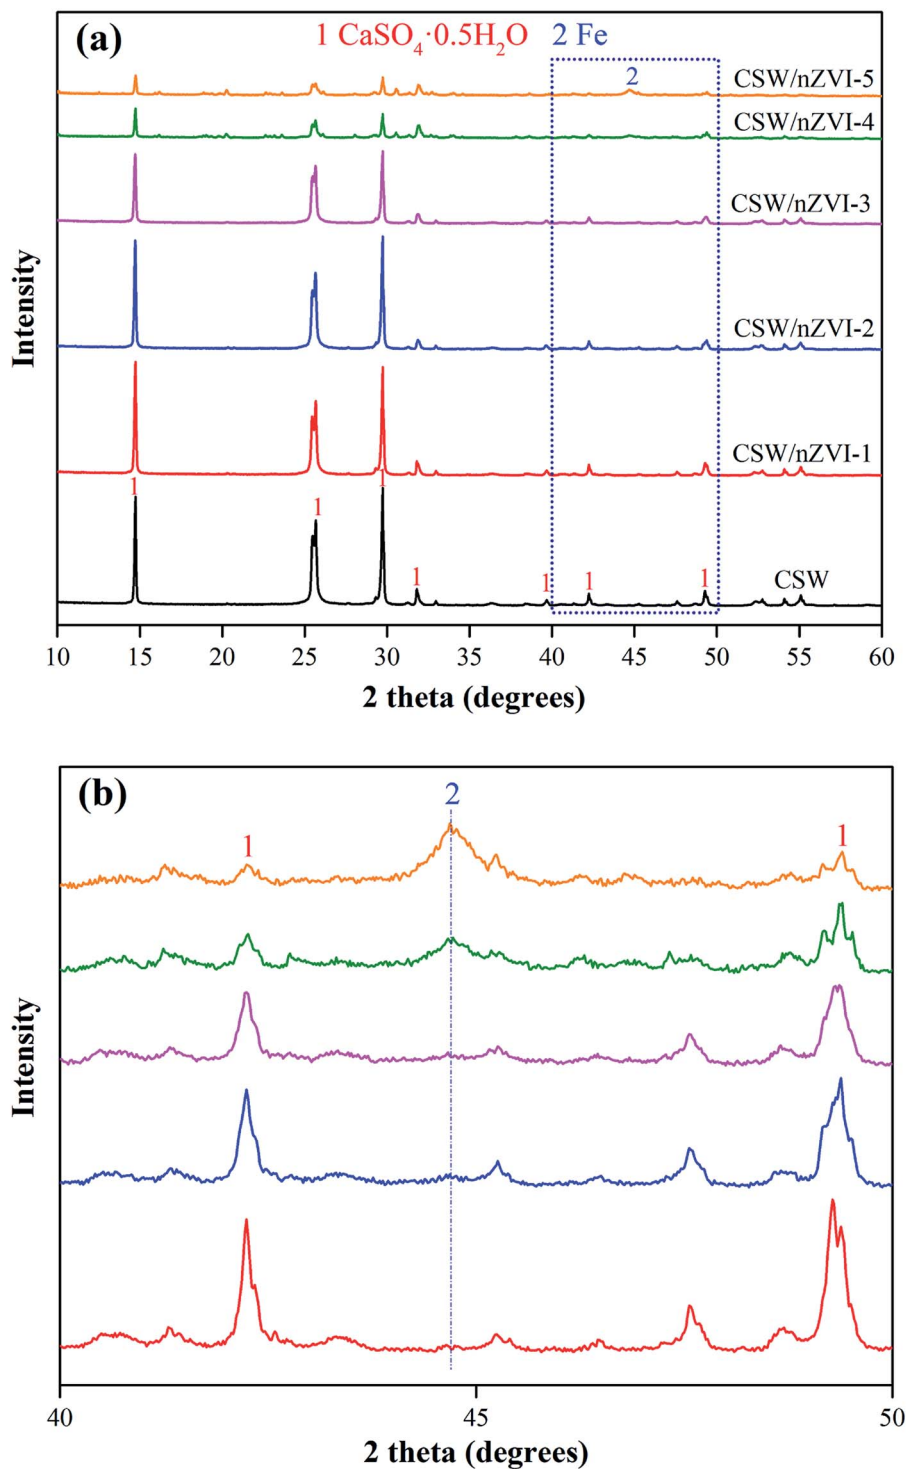 (a) 1 CaSO₄·0.5H₂O 2 Fe
2 CSW/nZVI-5
CSW/nZVI-4
CSW/nZVI-3
CSW/nZVI-2
CSW/nZVI-1
1 1 1
1 1 1 1 CSW
Intensity
10 15 20 25 30 35 40 45 50 55 60
2 theta (degrees)
(b) 2
1 1
Intensity
40 45 50
2 theta (degrees)